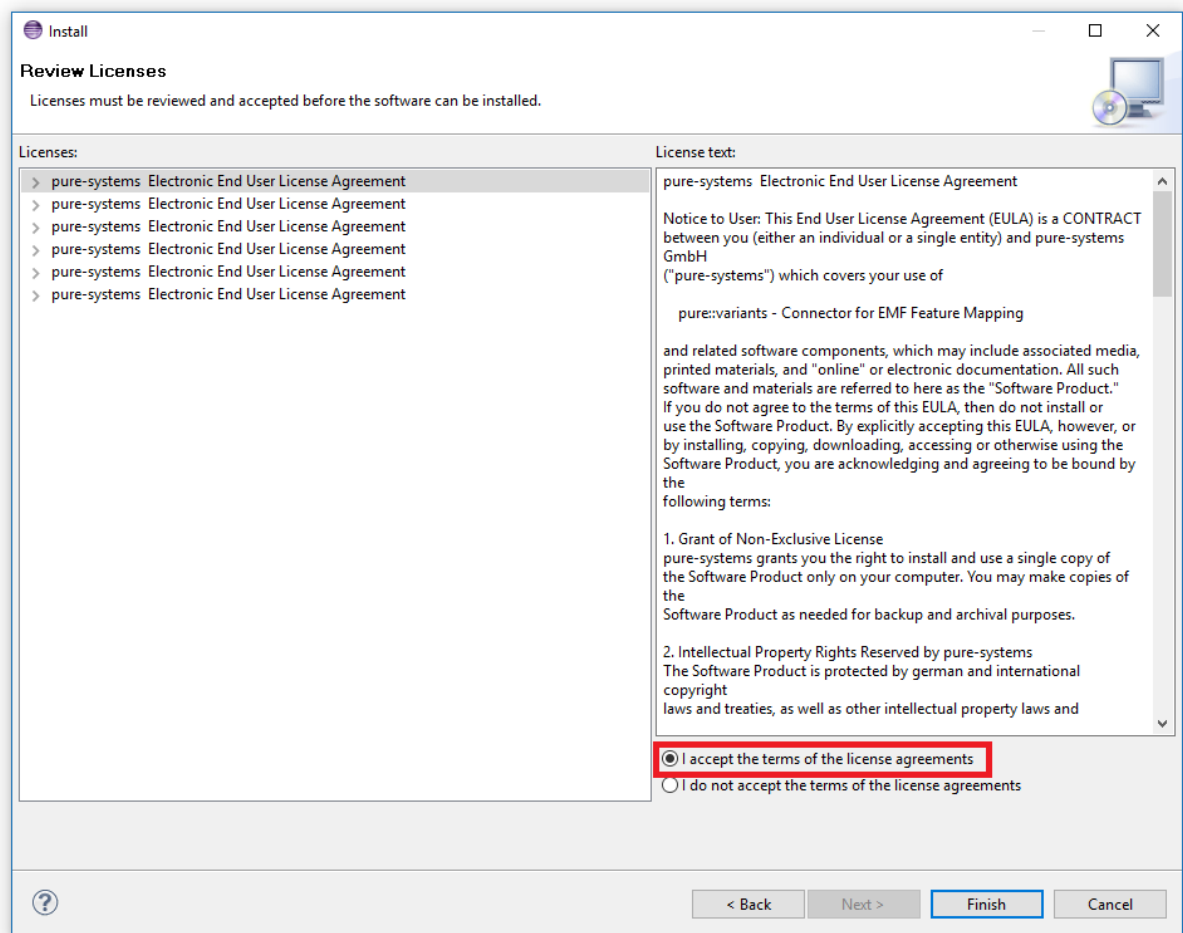 Install
Review Licenses
Licenses must be reviewed and accepted before the software can be installed.
Licenses:
pure-systems  Electronic End User License Agreement
pure-systems  Electronic End User License Agreement
pure-systems  Electronic End User License Agreement
pure-systems  Electronic End User License Agreement
pure-systems  Electronic End User License Agreement
pure-systems  Electronic End User License Agreement
License text:
pure-systems  Electronic End User License Agreement
Notice to User: This End User License Agreement (EULA) is a CONTRACT
between you (either an individual or a single entity) and pure-systems
GmbH
("pure-systems") which covers your use of
pure::variants - Connector for EMF Feature Mapping
and related software components, which may include associated media,
printed materials, and "online" or electronic documentation. All such
software and materials are referred to here as the "Software Product."
If you do not agree to the terms of this EULA, then do not install or
use the Software Product. By explicitly accepting this EULA, however, or
by installing, copying, downloading, accessing or otherwise using the
Software Product, you are acknowledging and agreeing to be bound by
the
following terms:
1. Grant of Non-Exclusive License
pure-systems grants you the right to install and use a single copy of
the Software Product only on your computer. You may make copies of
the
Software Product as needed for backup and archival purposes.
2. Intellectual Property Rights Reserved by pure-systems
The Software Product is protected by german and international
copyright
laws and treaties, as well as other intellectual property laws and
I accept the terms of the license agreements
I do not accept the terms of the license agreements
?
< Back
Next >
Finish
Cancel